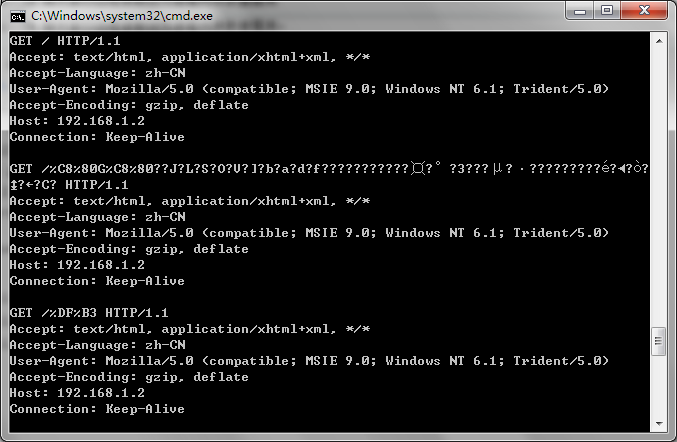 C:\Windows\system32\cmd.exe
GET / HTTP/1.1
Accept: text/html, application/xhtml+xml, */*
Accept-Language: zh-CN
User-Agent: Mozilla/5.0 (compatible; MSIE 9.0; Windows NT 6.1; Trident/5.0)
Accept-Encoding: gzip, deflate
Host: 192.168.1.2
Connection: Keep-Alive
GET /%C8%80G%C8%80??J?L?S?O?V?]?b?a?d?f???????????¤?° ?3???µ?·??????????é?◄?ò?
‡?←?C? HTTP/1.1
Accept: text/html, application/xhtml+xml, */*
Accept-Language: zh-CN
User-Agent: Mozilla/5.0 (compatible; MSIE 9.0; Windows NT 6.1; Trident/5.0)
Accept-Encoding: gzip, deflate
Host: 192.168.1.2
Connection: Keep-Alive
GET /%DF%B3 HTTP/1.1
Accept: text/html, application/xhtml+xml, */*
Accept-Language: zh-CN
User-Agent: Mozilla/5.0 (compatible; MSIE 9.0; Windows NT 6.1; Trident/5.0)
Accept-Encoding: gzip, deflate
Host: 192.168.1.2
Connection: Keep-Alive